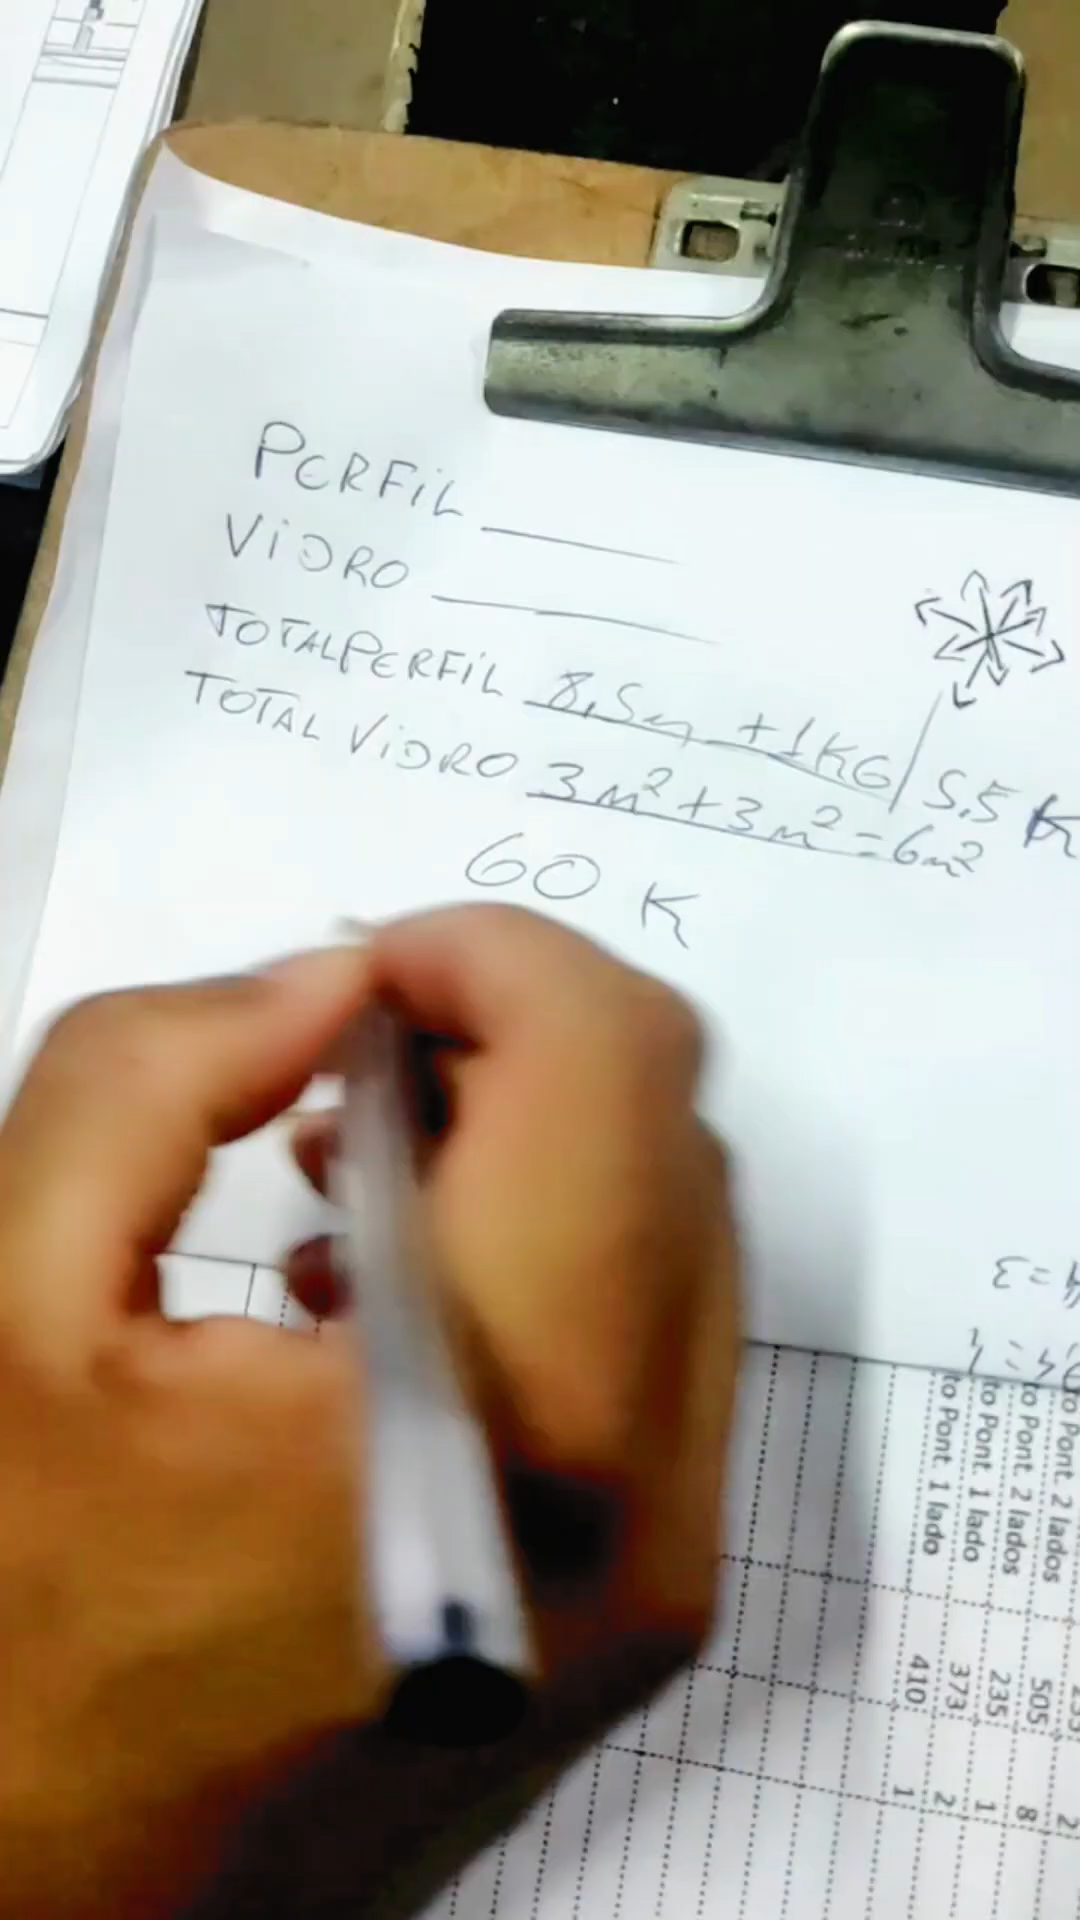 PERFIL
VIDRO
TOTAL PERFIL 8,5m +1KG / 5,5 K
TOTAL VIDRO 3m²+3m²=6m²
60 K
to Pont. 2 lados
to Pont. 2 lados 505 8
to Pont. 1 lado 235 1
to Pont. 1 lado 373 2
410 1